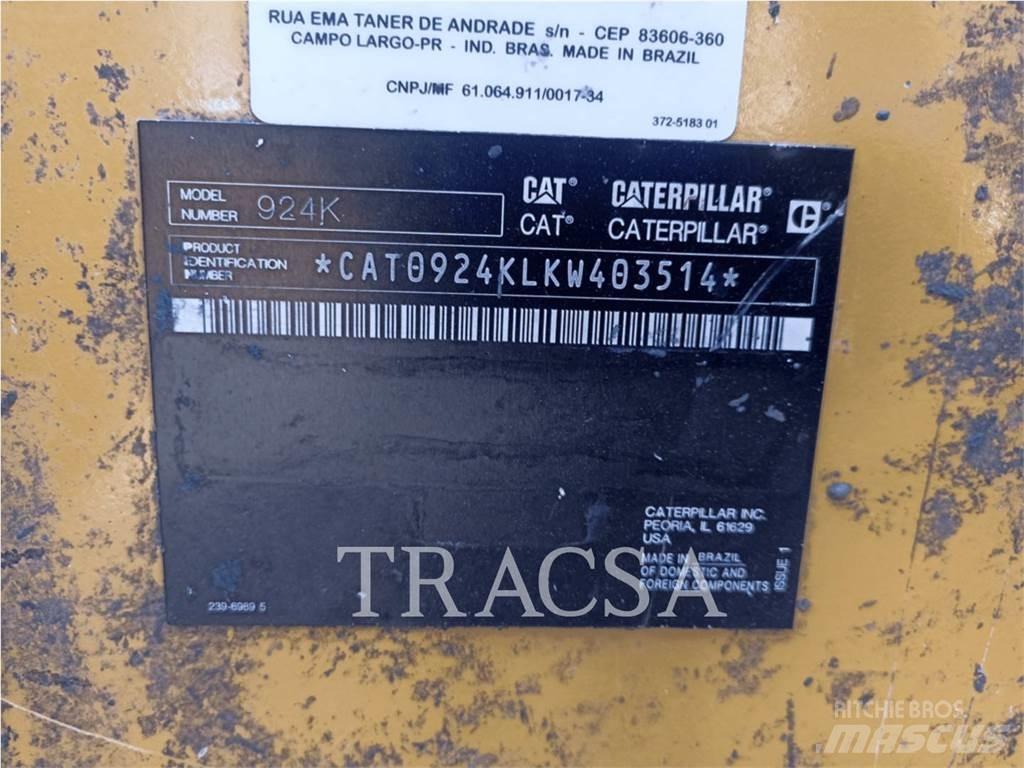 RUA EMA TANER DE ANDRADE s/n - CEP 83606-360
CAMPO LARGO-PR - IND. BRAS. MADE IN BRAZIL
CNPJ/MF 61.064.911/0017-34
372-5183 01
MODEL NUMBER 924K
CAT® CATERPILLAR®
CAT® CATERPILLAR®
PRODUCT IDENTIFICATION NUMBER *CAT0924KLKW403514*
CATERPILLAR INC.
PEORIA, IL 61629
USA
MADE IN BRAZIL
OF DOMESTIC AND
FOREIGN COMPONENTS
ISSUE 1
239-6989 5
TRACSA
RITCHIE BROS.
MASCUS